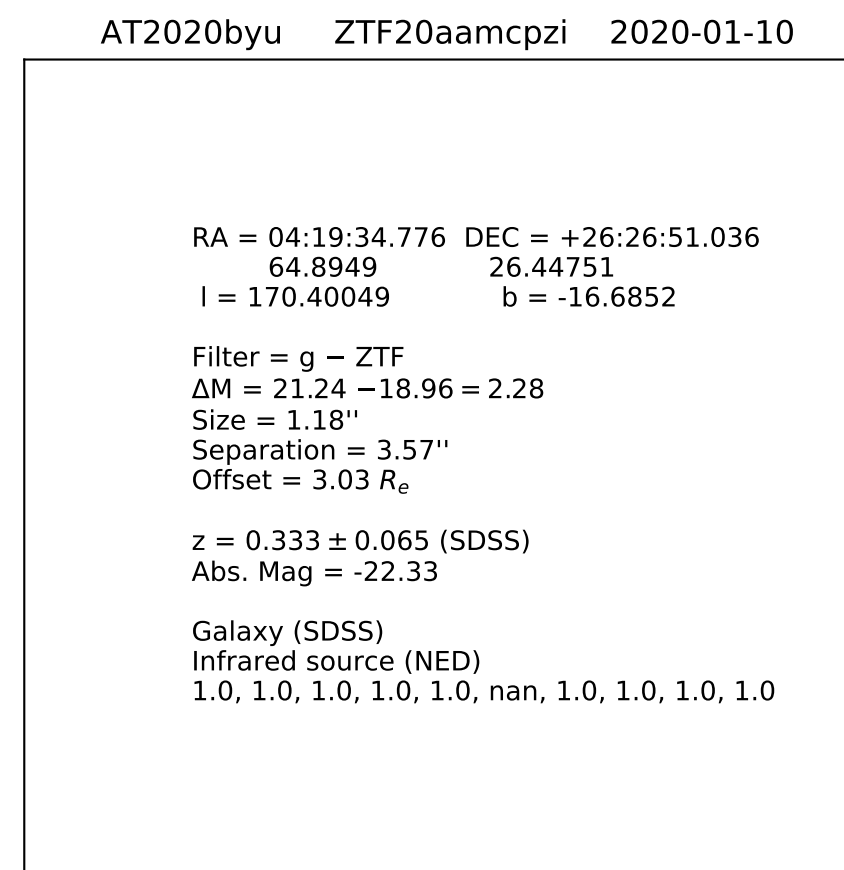 AT2020byu ZTF20aamcpzi 2020-01-10
RA = 04:19:34.776 DEC = +26:26:51.036
64.8949 26.44751
l = 170.40049 b = -16.6852
Filter = g − ZTF
ΔM = 21.24 −18.96 = 2.28
Size = 1.18''
Separation = 3.57''
Offset = 3.03 Rₑ
z = 0.333 ± 0.065 (SDSS)
Abs. Mag = -22.33
Galaxy (SDSS)
Infrared source (NED)
1.0, 1.0, 1.0, 1.0, 1.0, nan, 1.0, 1.0, 1.0, 1.0